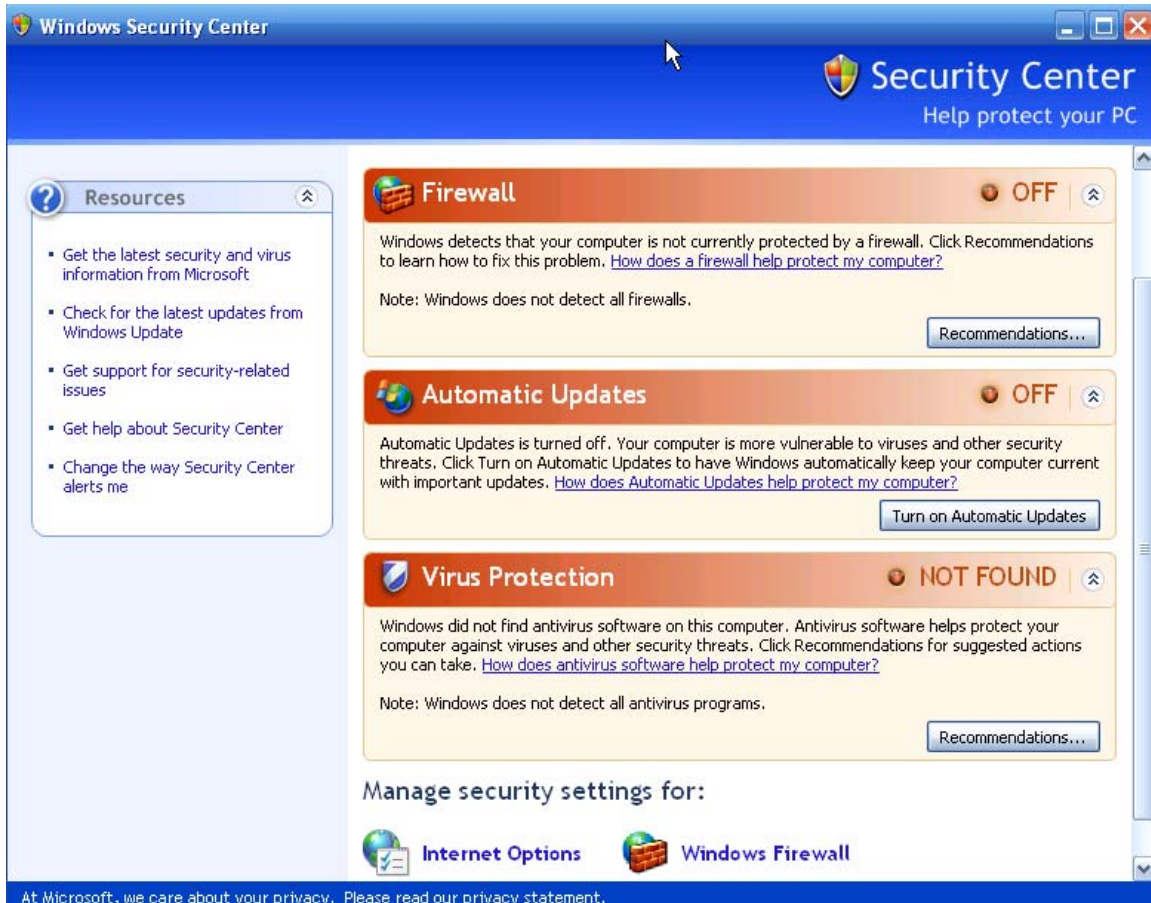 Windows Security Center
Security Center
Help protect your PC
Resources
Get the latest security and virus
information from Microsoft
Check for the latest updates from
Windows Update
Get support for security-related
issues
Get help about Security Center
Change the way Security Center
alerts me
Firewall
OFF
Windows detects that your computer is not currently protected by a firewall. Click Recommendations
to learn how to fix this problem. How does a firewall help protect my computer?
Note: Windows does not detect all firewalls.
Recommendations...
Automatic Updates
OFF
Automatic Updates is turned off. Your computer is more vulnerable to viruses and other security
threats. Click Turn on Automatic Updates to have Windows automatically keep your computer current
with important updates. How does Automatic Updates help protect my computer?
Turn on Automatic Updates
Virus Protection
NOT FOUND
Windows did not find antivirus software on this computer. Antivirus software helps protect your
computer against viruses and other security threats. Click Recommendations for suggested actions
you can take. How does antivirus software help protect my computer?
Note: Windows does not detect all antivirus programs.
Recommendations...
Manage security settings for:
Internet Options
Windows Firewall
At Microsoft, we care about your privacy. Please read our privacy statement.